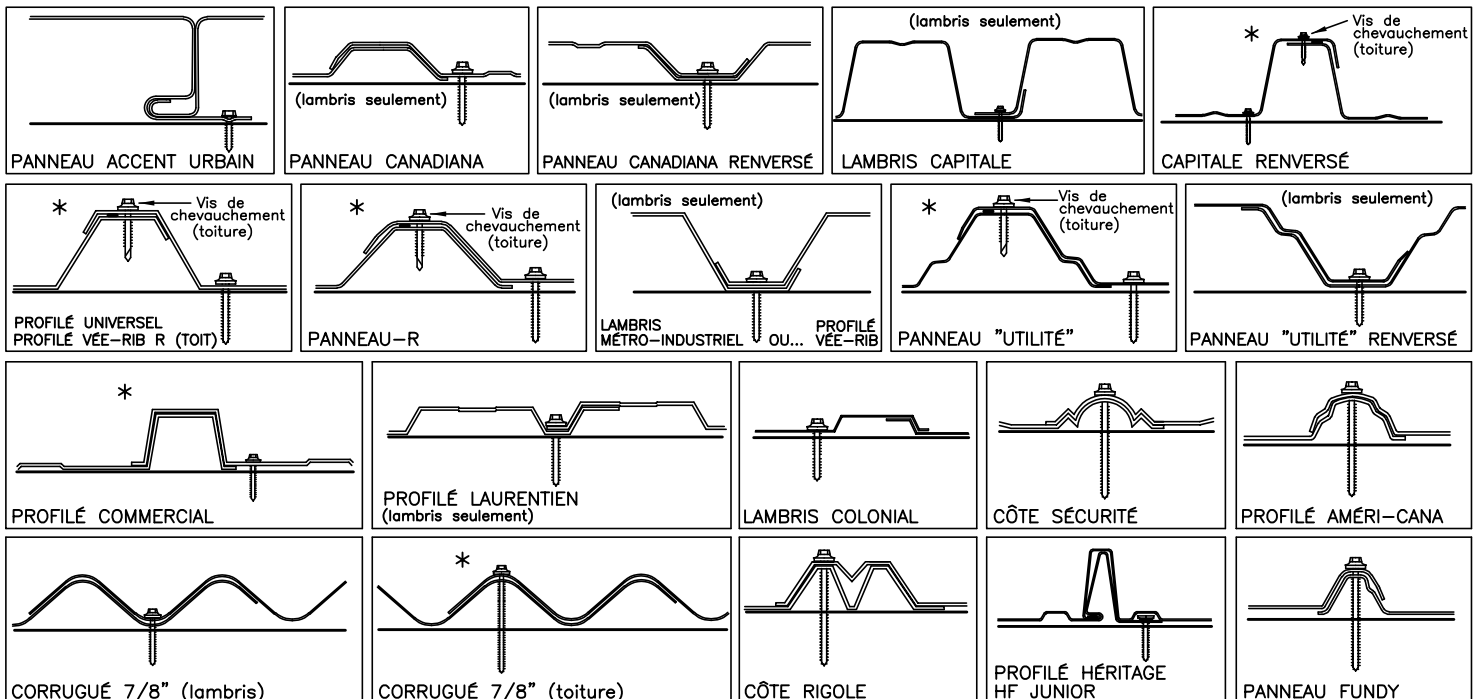 PANNEAU ACCENT URBAIN
(lambris seulement)
PANNEAU CANADIANA
(lambris seulement)
PANNEAU CANADIANA RENVERSÉ
(lambris seulement)
LAMBRIS CAPITALE
*
Vis de
chevauchement
(toiture)
CAPITALE RENVERSÉ
*
Vis de
chevauchement
(toiture)
PROFILÉ UNIVERSEL
PROFILÉ VÉE-RIB R (TOIT)
*
Vis de
chevauchement
(toiture)
PANNEAU-R
(lambris seulement)
LAMBRIS PROFILÉ
MÉTRO-INDUSTRIEL OU... VÉE-RIB
*
Vis de
chevauchement
(toiture)
PANNEAU "UTILITÉ"
(lambris seulement)
PANNEAU "UTILITÉ" RENVERSÉ
*
PROFILÉ COMMERCIAL
PROFILÉ LAURENTIEN
(lambris seulement)
LAMBRIS COLONIAL
CÔTE SÉCURITÉ
PROFILÉ AMÉRI-CANA
CORRUGUÉ 7/8" (lambris)
*
CORRUGUÉ 7/8" (toiture)
CÔTE RIGOLE
PROFILÉ HÉRITAGE
HF JUNIOR
PANNEAU FUNDY